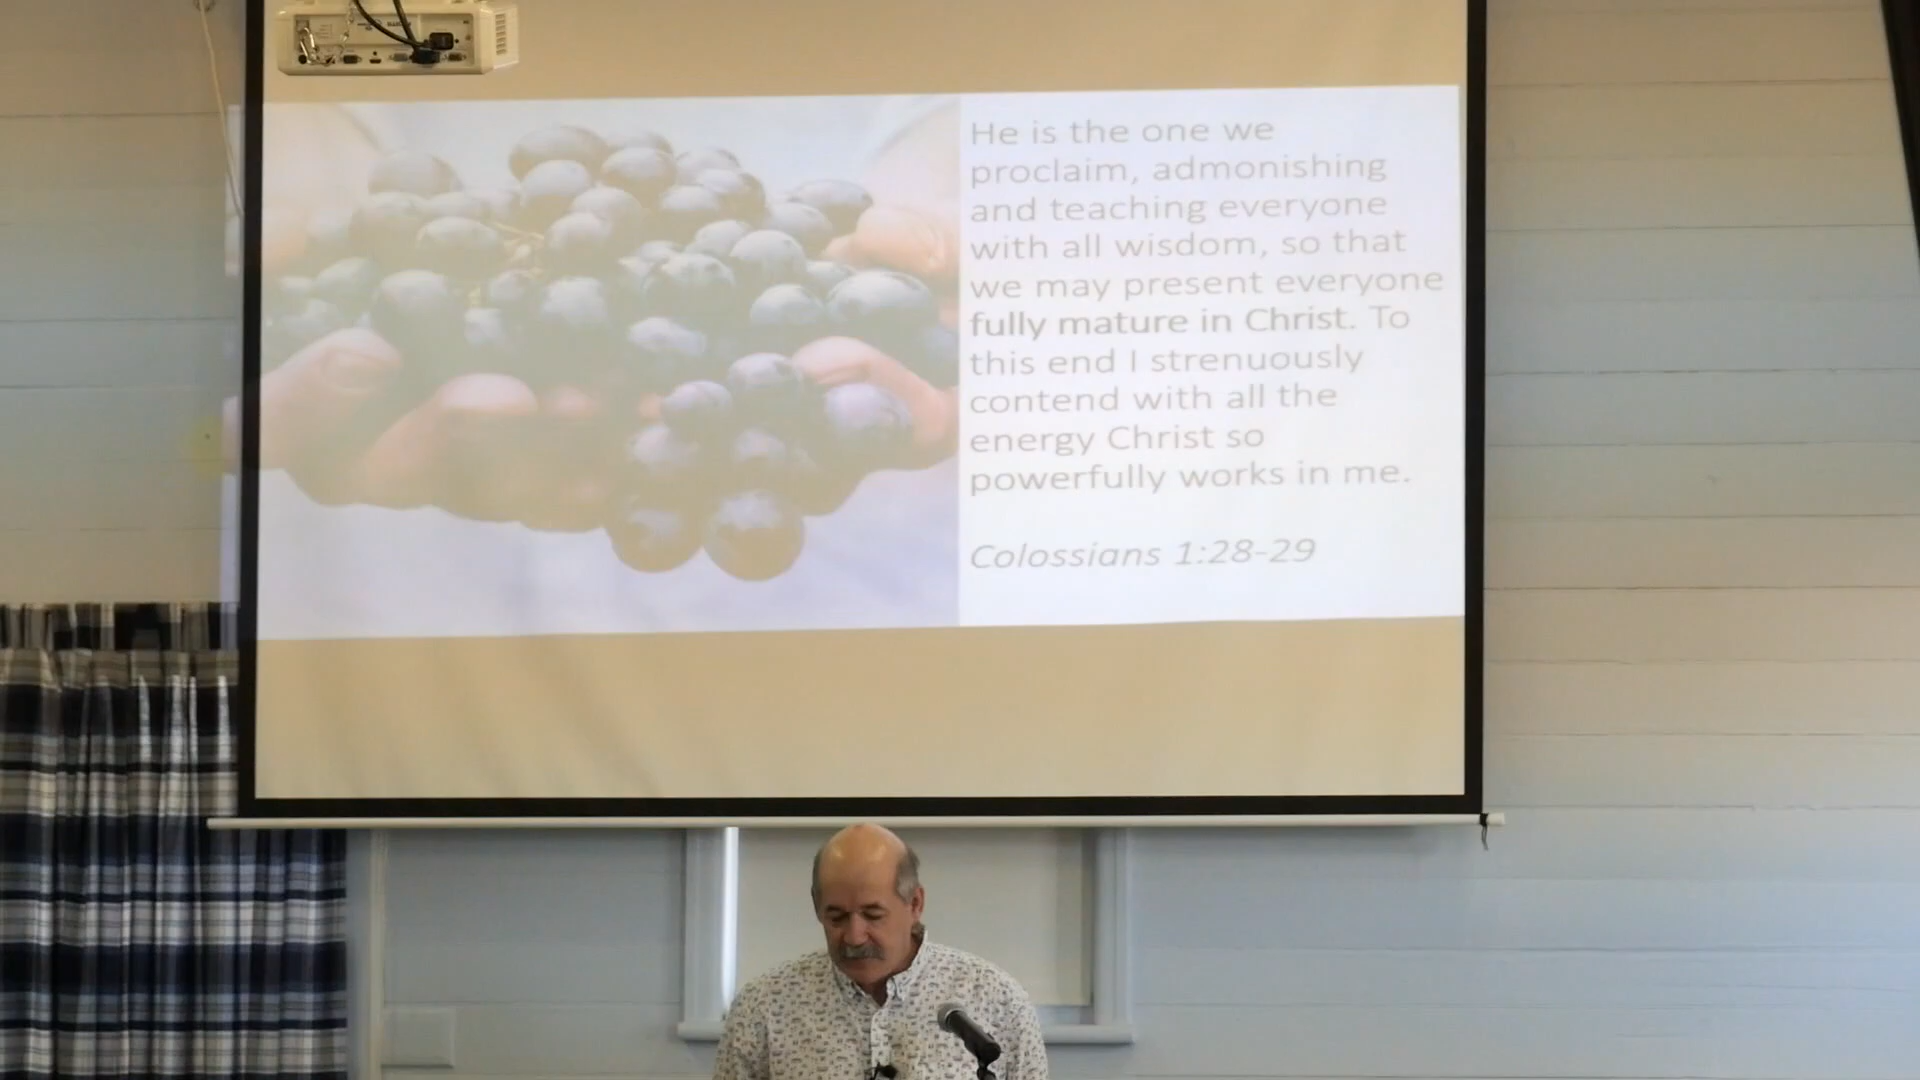 He is the one we
proclaim, admonishing
and teaching everyone
with all wisdom, so that
we may present everyone
fully mature in Christ. To
this end I strenuously
contend with all the
energy Christ so
powerfully works in me.
Colossians 1:28-29